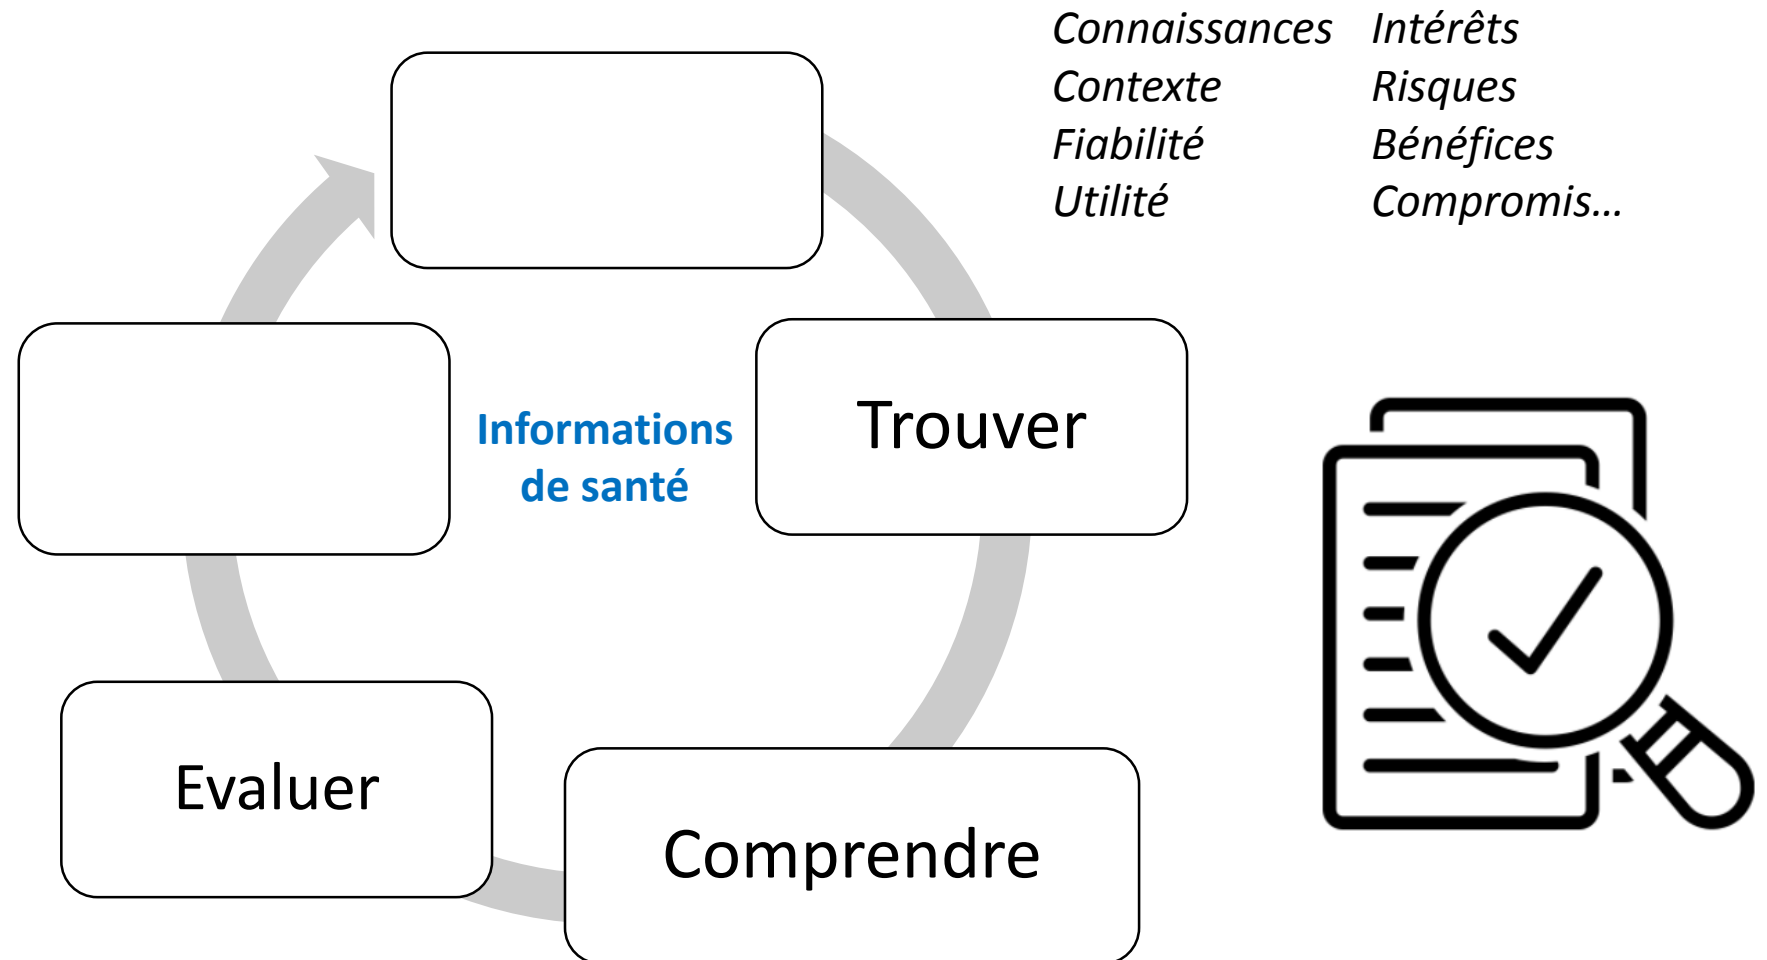 Connaissances Intérêts
Contexte Risques
Fiabilité Bénéfices
Utilité Compromis...
Trouver
Informations
de santé
Evaluer
Comprendre